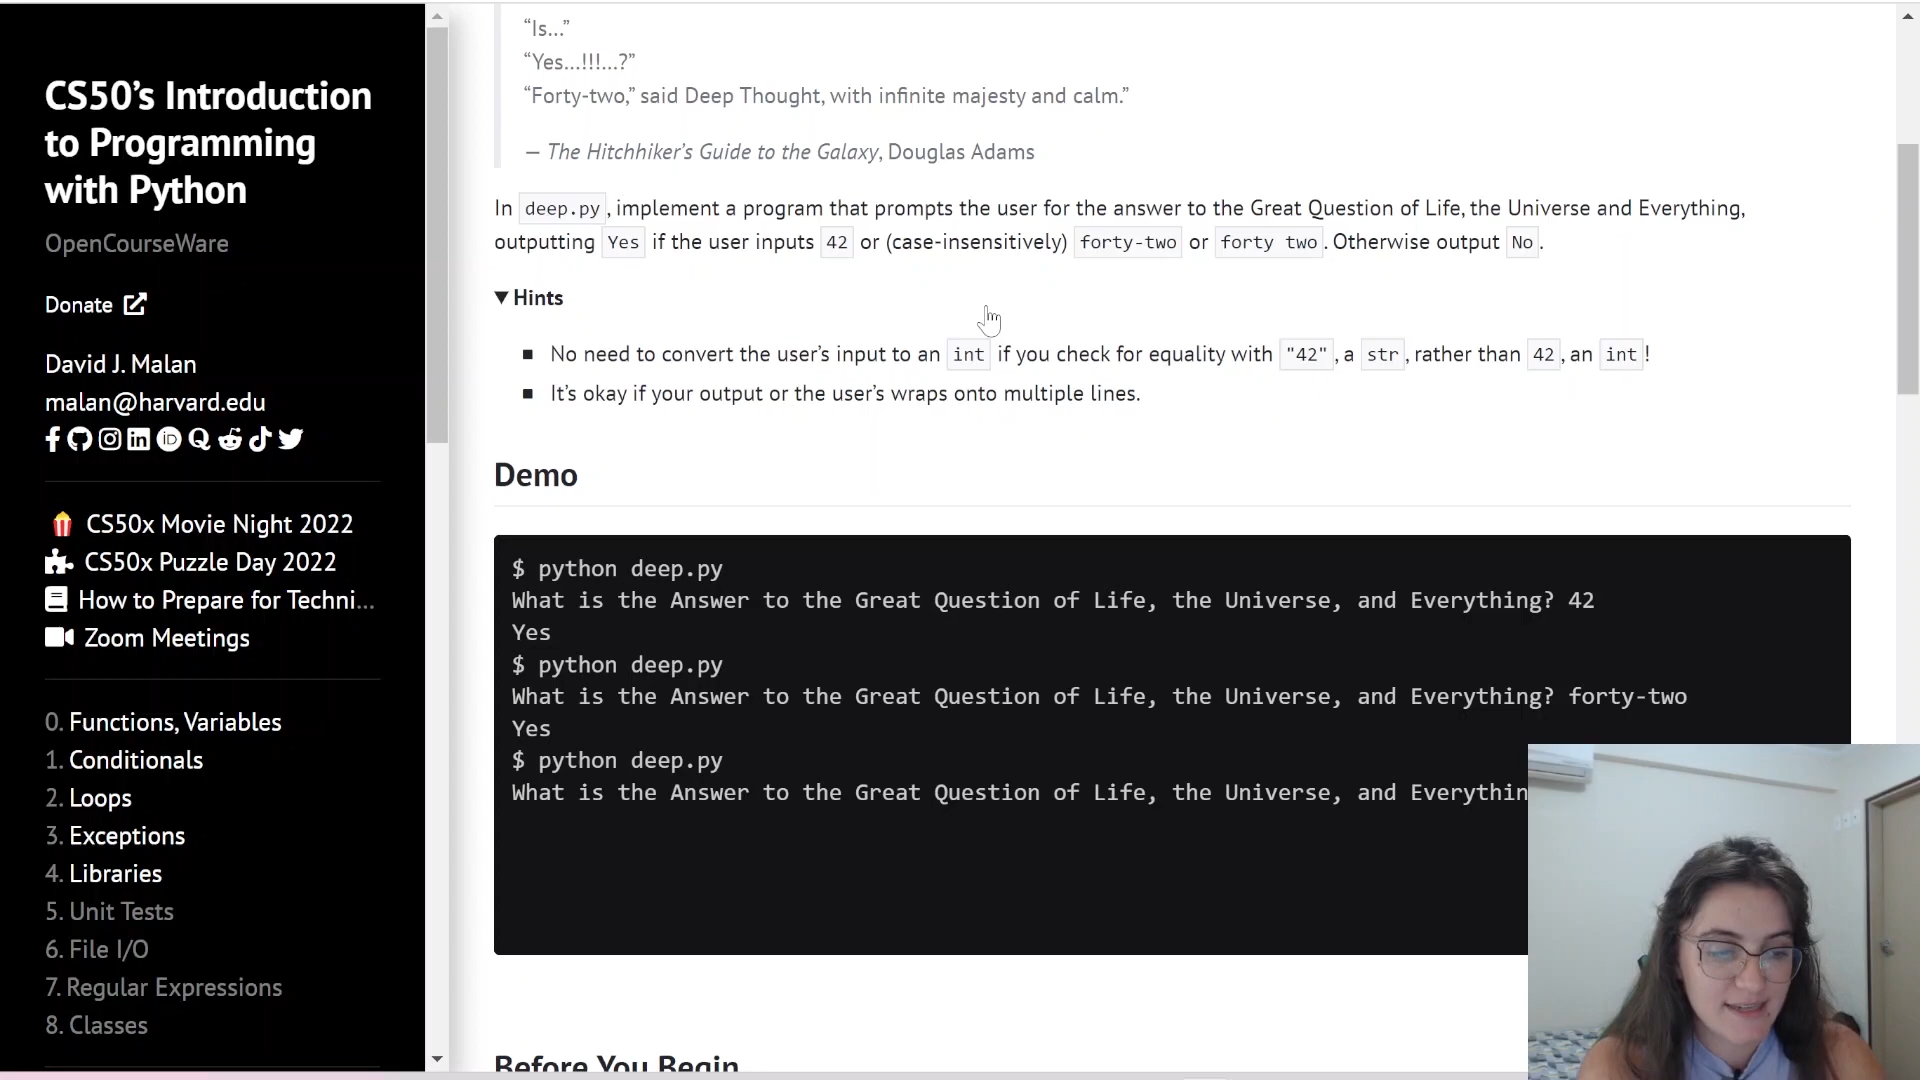 CS50’s Introduction
to Programming
with Python
OpenCourseWare
Donate
David J. Malan
malan@harvard.edu
CS50x Movie Night 2022
CS50x Puzzle Day 2022
How to Prepare for Techni...
Zoom Meetings
0. Functions, Variables
1. Conditionals
2. Loops
3. Exceptions
4. Libraries
5. Unit Tests
6. File I/O
7. Regular Expressions
8. Classes
“Is…”
“Yes…!!!…?”
“Forty-two,” said Deep Thought, with infinite majesty and calm.”
— The Hitchhiker’s Guide to the Galaxy, Douglas Adams
In deep.py, implement a program that prompts the user for the answer to the Great Question of Life, the Universe and Everything,
outputting Yes if the user inputs 42 or (case-insensitively) forty-two or forty two. Otherwise output No.
▼ Hints
■ No need to convert the user’s input to an int if you check for equality with "42", a str, rather than 42, an int!
■ It’s okay if your output or the user’s wraps onto multiple lines.
Demo
$ python deep.py
What is the Answer to the Great Question of Life, the Universe, and Everything? 42
Yes
$ python deep.py
What is the Answer to the Great Question of Life, the Universe, and Everything? forty-two
Yes
$ python deep.py
What is the Answer to the Great Question of Life, the Universe, and Everythin
Before You Begin